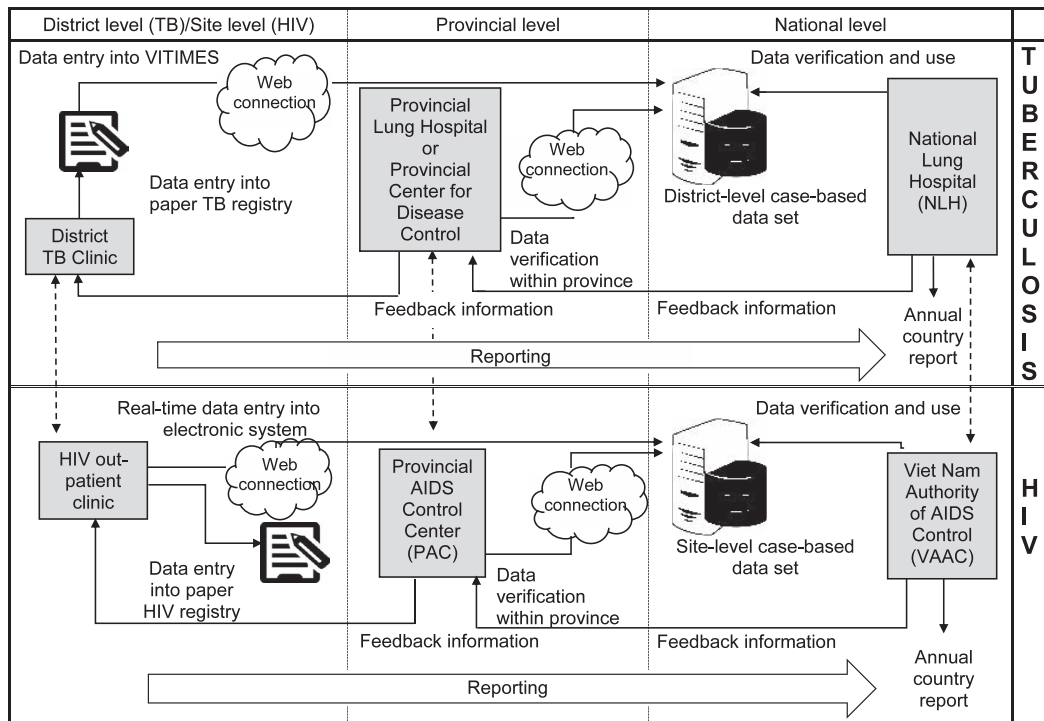 District level (TB)/Site level (HIV)
Provincial level
National level
TUBERCULOSIS
Data entry into VITIMES
Web
connection
Data entry into
paper TB registry
District
TB Clinic
Provincial
Lung Hospital
or
Provincial
Center for
Disease
Control
Web
connection
Data
verification
within province
Feedback information
Data verification and use
District-level case-based
data set
National
Lung
Hospital
(NLH)
Feedback information
Annual
country
report
Reporting
HIV
Real-time data entry into
electronic system
HIV out-
patient
clinic
Web
connection
Data entry
into paper
HIV registry
Provincial
AIDS
Control
Center
(PAC)
Web
connection
Data
verification
within province
Feedback information
Data verification and use
Site-level case-based
data set
Viet Nam
Authority
of AIDS
Control
(VAAC)
Feedback information
Annual
country
report
Reporting